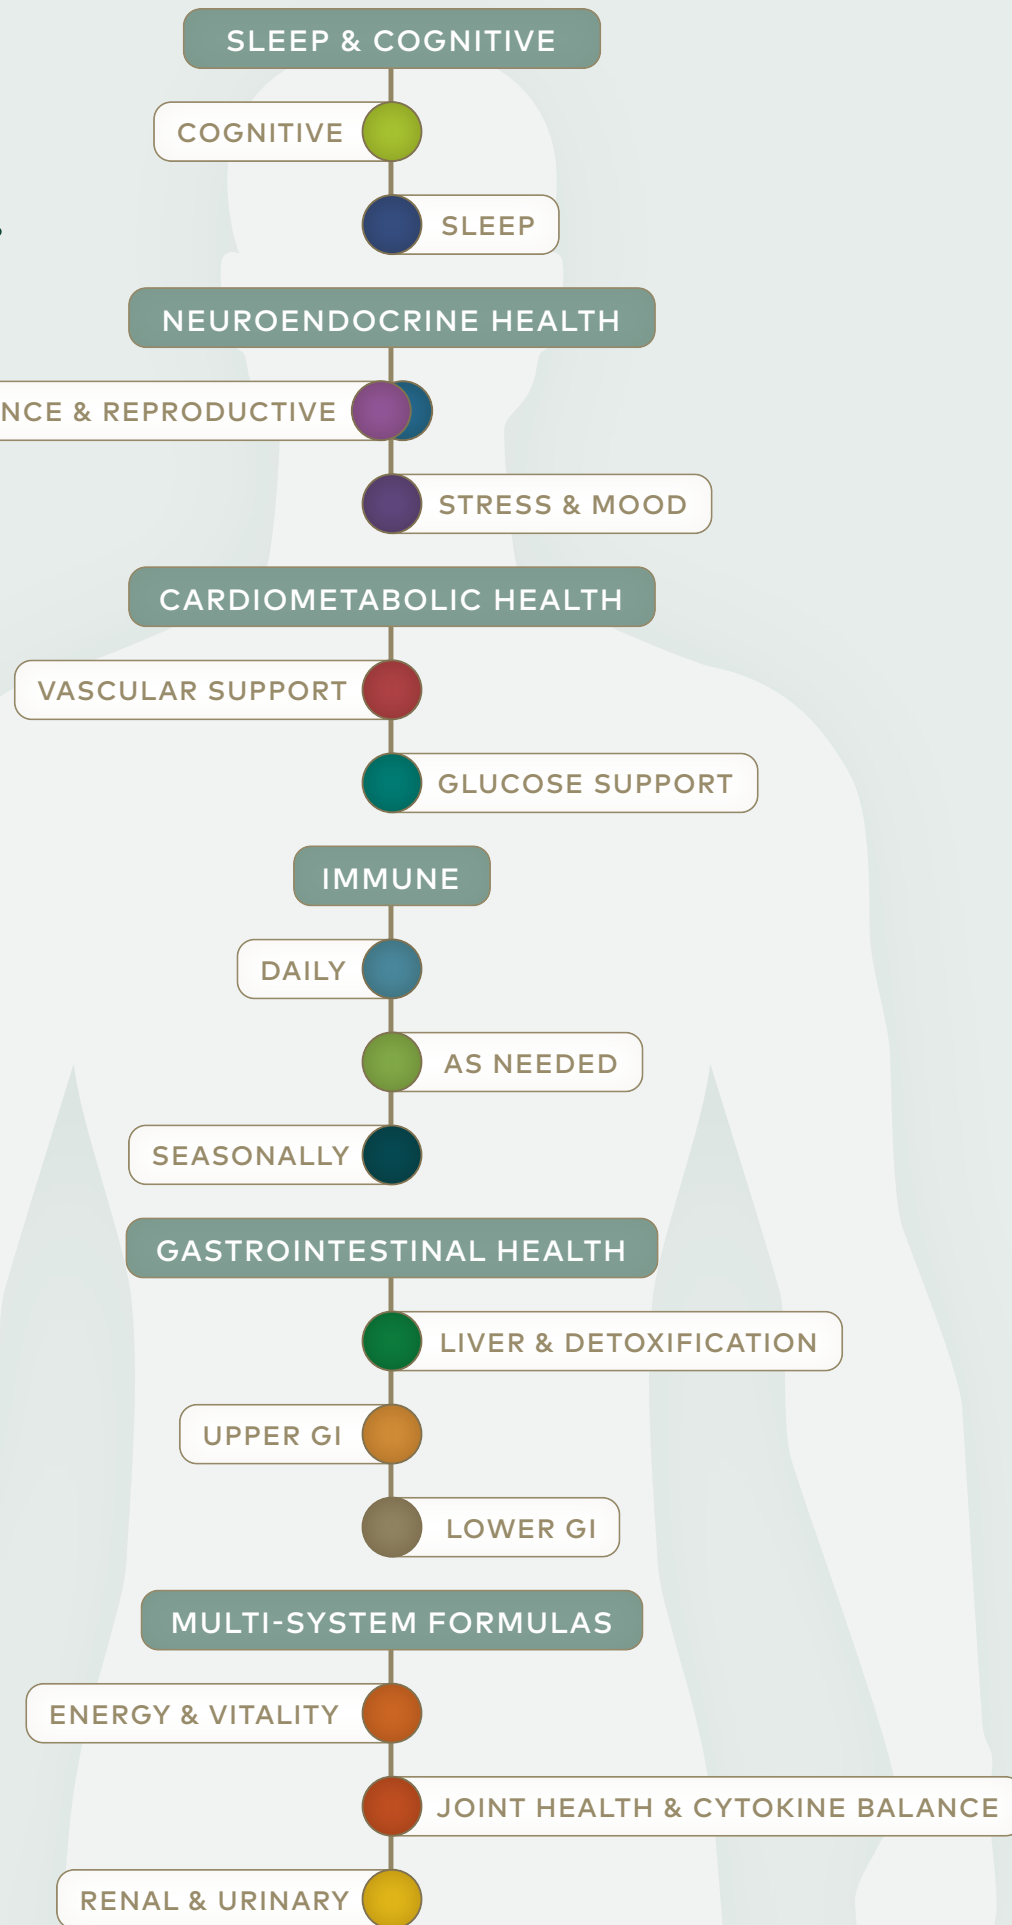 SLEEP & COGNITIVE
COGNITIVE
SLEEP
NEUROENDOCRINE HEALTH
NCE & REPRODUCTIVE
STRESS & MOOD
CARDIOMETABOLIC HEALTH
VASCULAR SUPPORT
GLUCOSE SUPPORT
IMMUNE
DAILY
AS NEEDED
SEASONALLY
GASTROINTESTINAL HEALTH
LIVER & DETOXIFICATION
UPPER GI
LOWER GI
MULTI-SYSTEM FORMULAS
ENERGY & VITALITY
JOINT HEALTH & CYTOKINE BALANCE
RENAL & URINARY